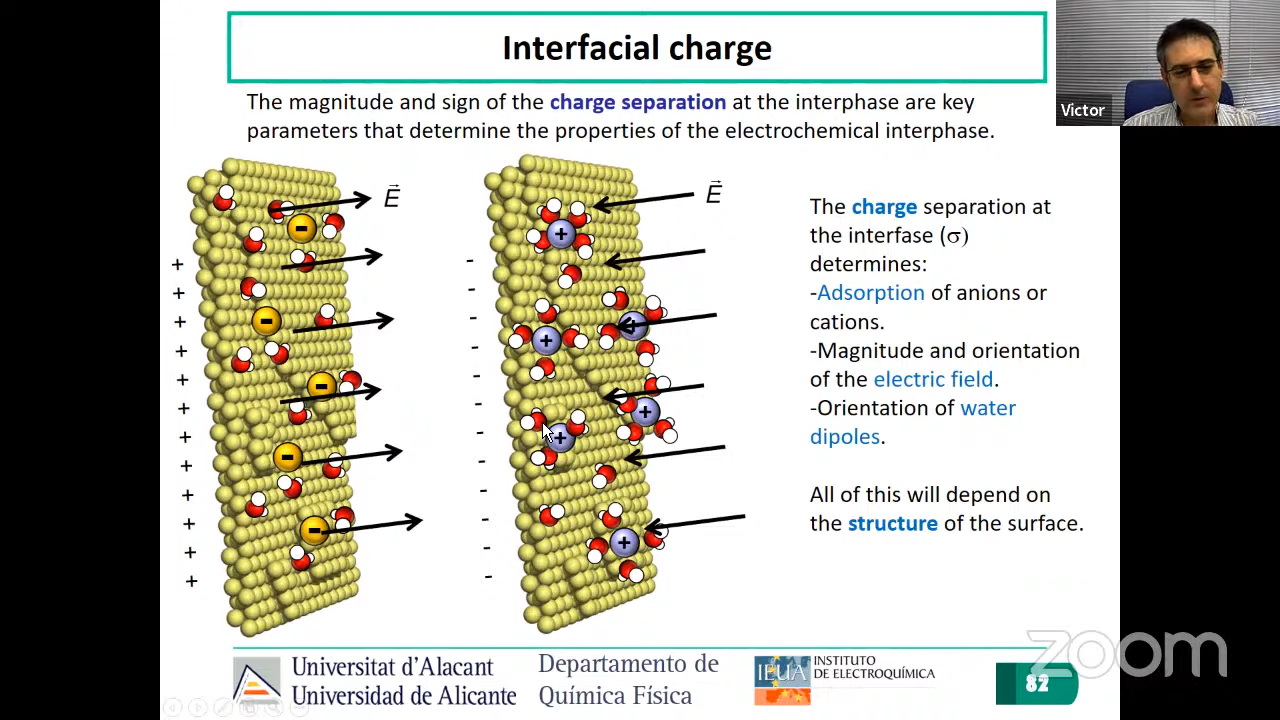 Interfacial charge
The magnitude and sign of the charge separation at the interphase are key
parameters that determine the properties of the electrochemical interphase.
Victor
E
E
The charge separation at
the interfase (σ)
determines:
-Adsorption of anions or
cations.
-Magnitude and orientation
of the electric field.
-Orientation of water
dipoles.
All of this will depend on
the structure of the surface.
+ + + + + + + + + + + +
- - - - - - - - - - - -
- - - - -
+ + + + + +
Universitat d'Alacant
Universidad de Alicante
Departamento de
Química Física
IEUA
INSTITUTO
DE ELECTROQUÍMICA
82
zoom